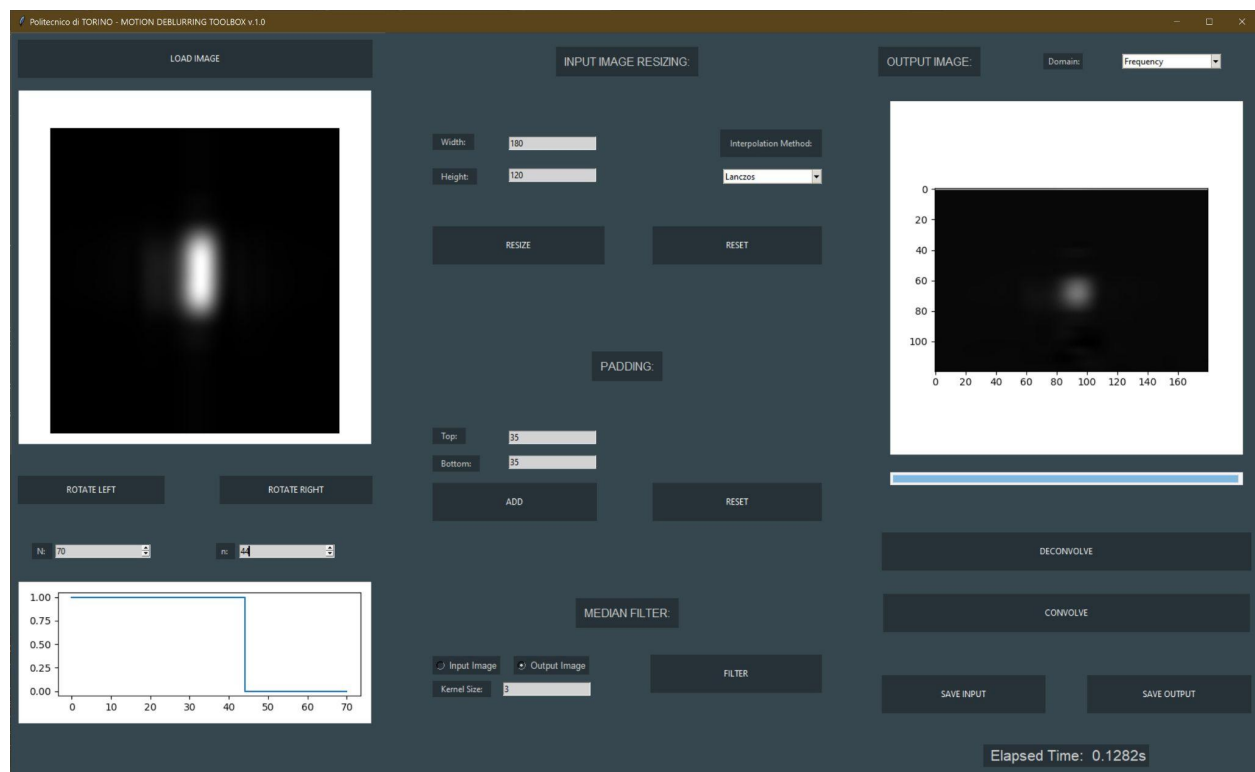 Politecnico di TORINO - MOTION DEBLURRING TOOLBOX v.1.0
LOAD IMAGE
ROTATE LEFT
ROTATE RIGHT
N: 70
n: 44
1.00
0.75
0.50
0.25
0.00
0 10 20 30 40 50 60 70
INPUT IMAGE RESIZING:
Width: 180
Interpolation Method:
Height: 120
Lanczos
RESIZE
RESET
PADDING:
Top: 35
Bottom: 35
ADD
RESET
MEDIAN FILTER:
Input Image
Output Image
Kernel Size: 3
FILTER
OUTPUT IMAGE:
Domain: Frequency
0
20
40
60
80
100
0 20 40 60 80 100 120 140 160
DECONVOLVE
CONVOLVE
SAVE INPUT
SAVE OUTPUT
Elapsed Time: 0.1282s